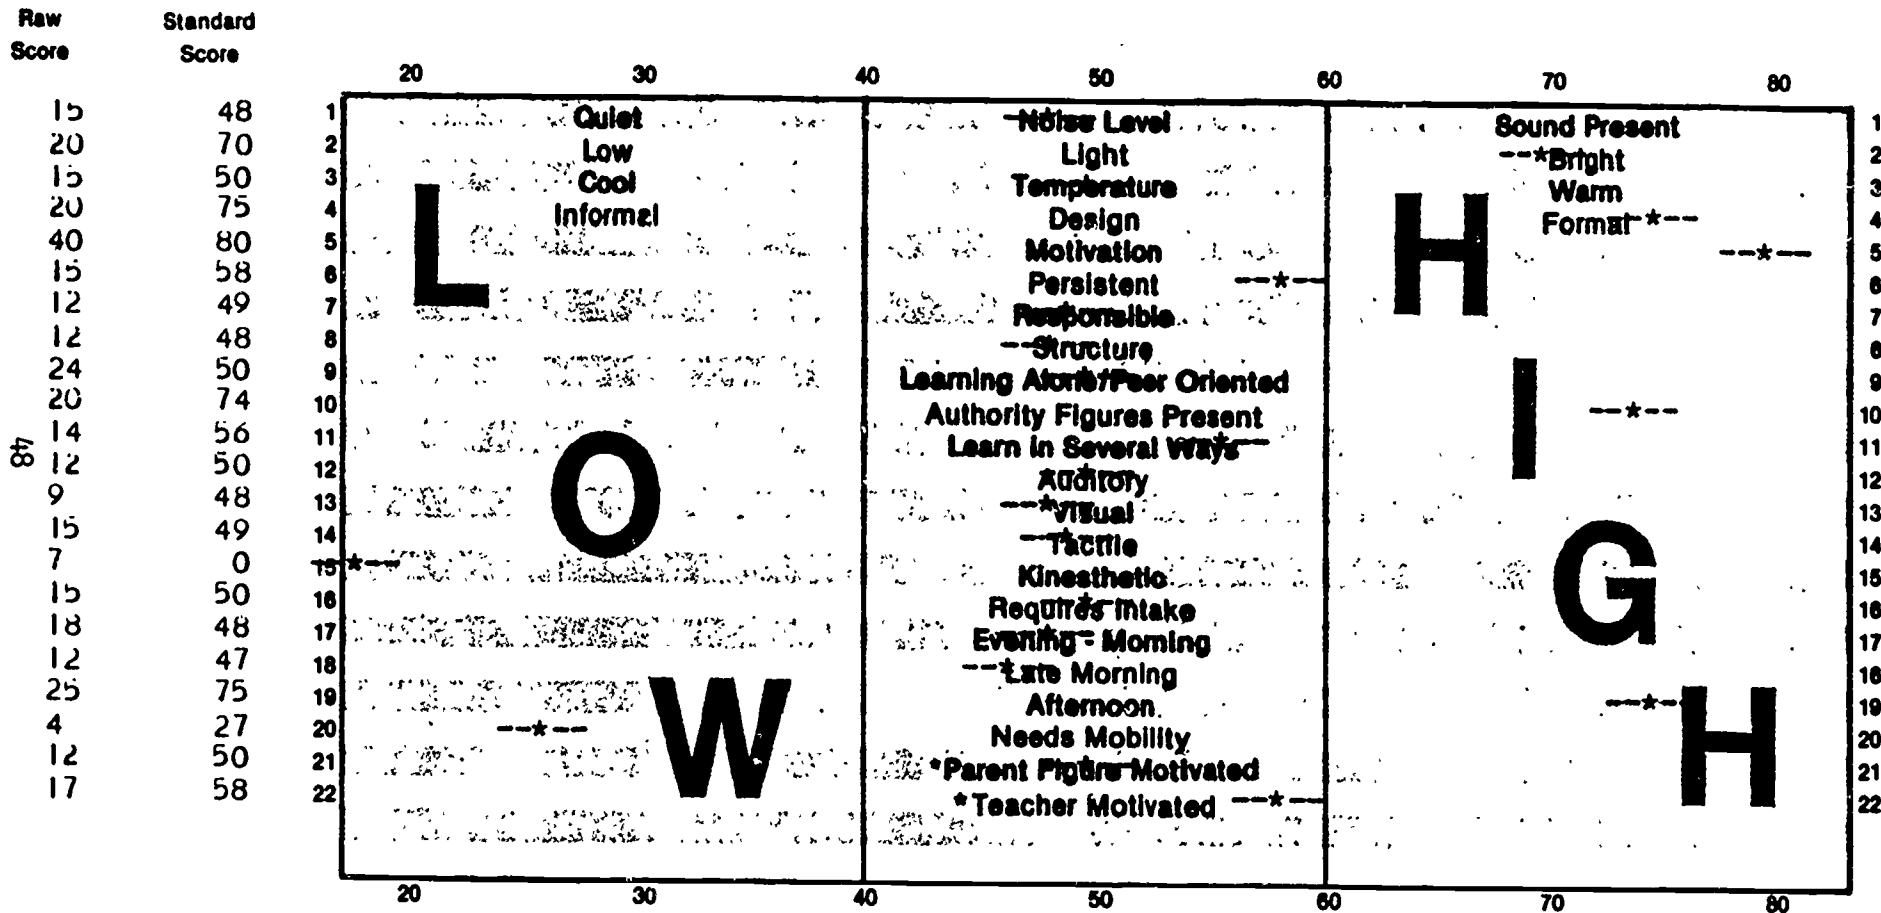 Raw Score Standard Score
20 30 40 50 60 70 80
15 48 1 Quiet Noise Level Sound Present 1
20 70 2 Low Light --*Bright 2
15 50 3 Cool Temperature Warm 3
20 75 4 Informal Design Formal--*-- 4
40 80 5 Motivation --*-- 5
15 58 6 Persistent --*-- 6
12 49 7 Responsible 7
12 48 8 Structure 8
24 50 9 Learning Alone/Peer Oriented 9
20 74 10 Authority Figures Present --*-- 10
14 56 11 Learn in Several Ways 11
12 50 12 Auditory 12
9 48 13 --*Visual 13
15 49 14 Tactile 14
7 0 15 --*-- Kinesthetic 15
15 50 16 Requires Intake 16
18 48 17 Evening - Morning 17
12 47 18 --*Late Morning 18
25 75 19 Afternoon --*-- 19
4 27 20 --*-- Needs Mobility 20
12 50 21 *Parent Figure Motivated 21
17 58 22 *Teacher Motivated --*-- 22
20 30 40 50 60 70 80
LOW
HIGH
48